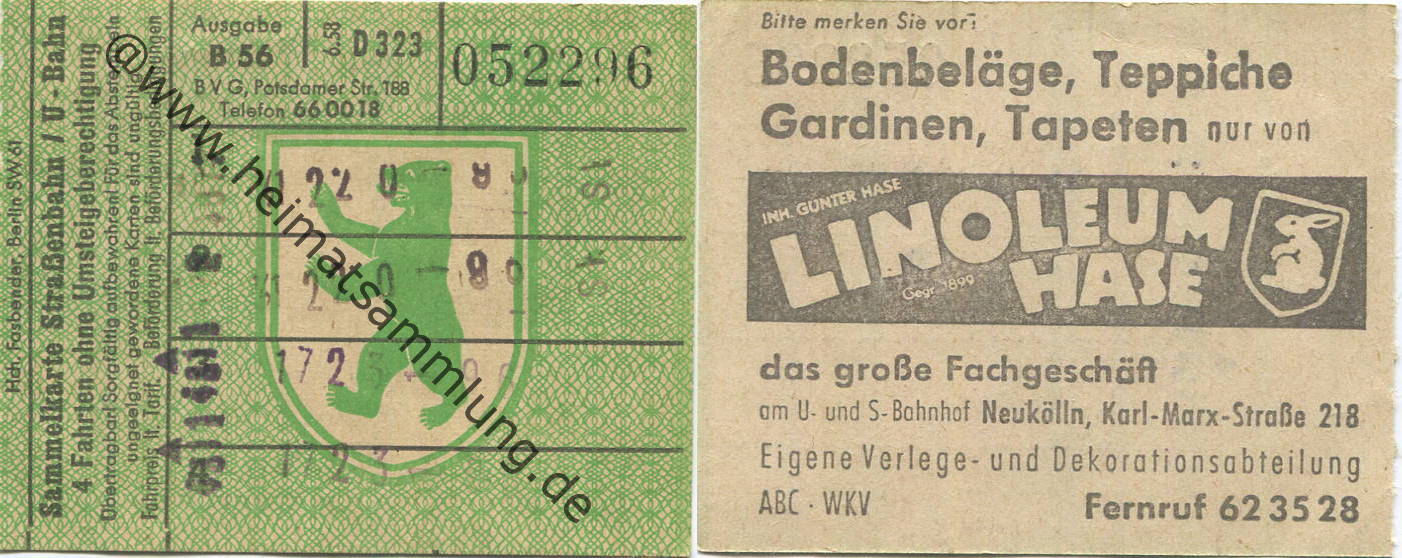 Rich. Fasbender, Berlin SW 61
Sammelkarte Straßenbahn / U - Bahn
4 Fahrten ohne Umsteigeberechtigung
Übertragbar! Sorgfältig aufbewahren! Für das Abstempeln
ungeeignet gewordene Karten sind ungültig.
Fahrpreis lt. Tarif. Beförderung lt. Beförderungsbedingungen
Ausgabe
B 56
6.58
D 323
052296
B V G, Potsdamer Str. 188
Telefon 66 00 18
@www.heimatsammlung.de
Bitte merken Sie vor:
Bodenbeläge, Teppiche
Gardinen, Tapeten nur von
INH. GÜNTER HASE
LINOLEUM
HASE
Gegr. 1899
das große Fachgeschäft
am U- und S-Bahnhof Neukölln, Karl-Marx-Straße 218
Eigene Verlege- und Dekorationsabteilung
ABC · WKV
Fernruf 62 35 28